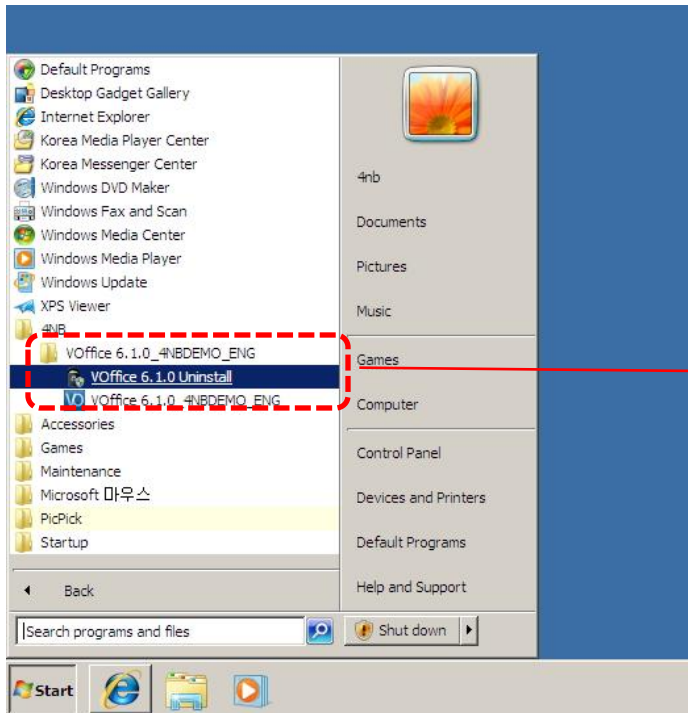 Default Programs
Desktop Gadget Gallery
Internet Explorer
Korea Media Player Center
Korea Messenger Center
Windows DVD Maker
Windows Fax and Scan
Windows Media Center
Windows Media Player
Windows Update
XPS Viewer
4NB
VOffice 6.1.0_4NBDEMO_ENG
VOffice 6.1.0 Uninstall
VOffice 6.1.0_4NBDEMO_ENG
Accessories
Games
Maintenance
Microsoft 마우스
PicPick
Startup
Back
Search programs and files
4nb
Documents
Pictures
Music
Games
Computer
Control Panel
Devices and Printers
Default Programs
Help and Support
Shut down
Start